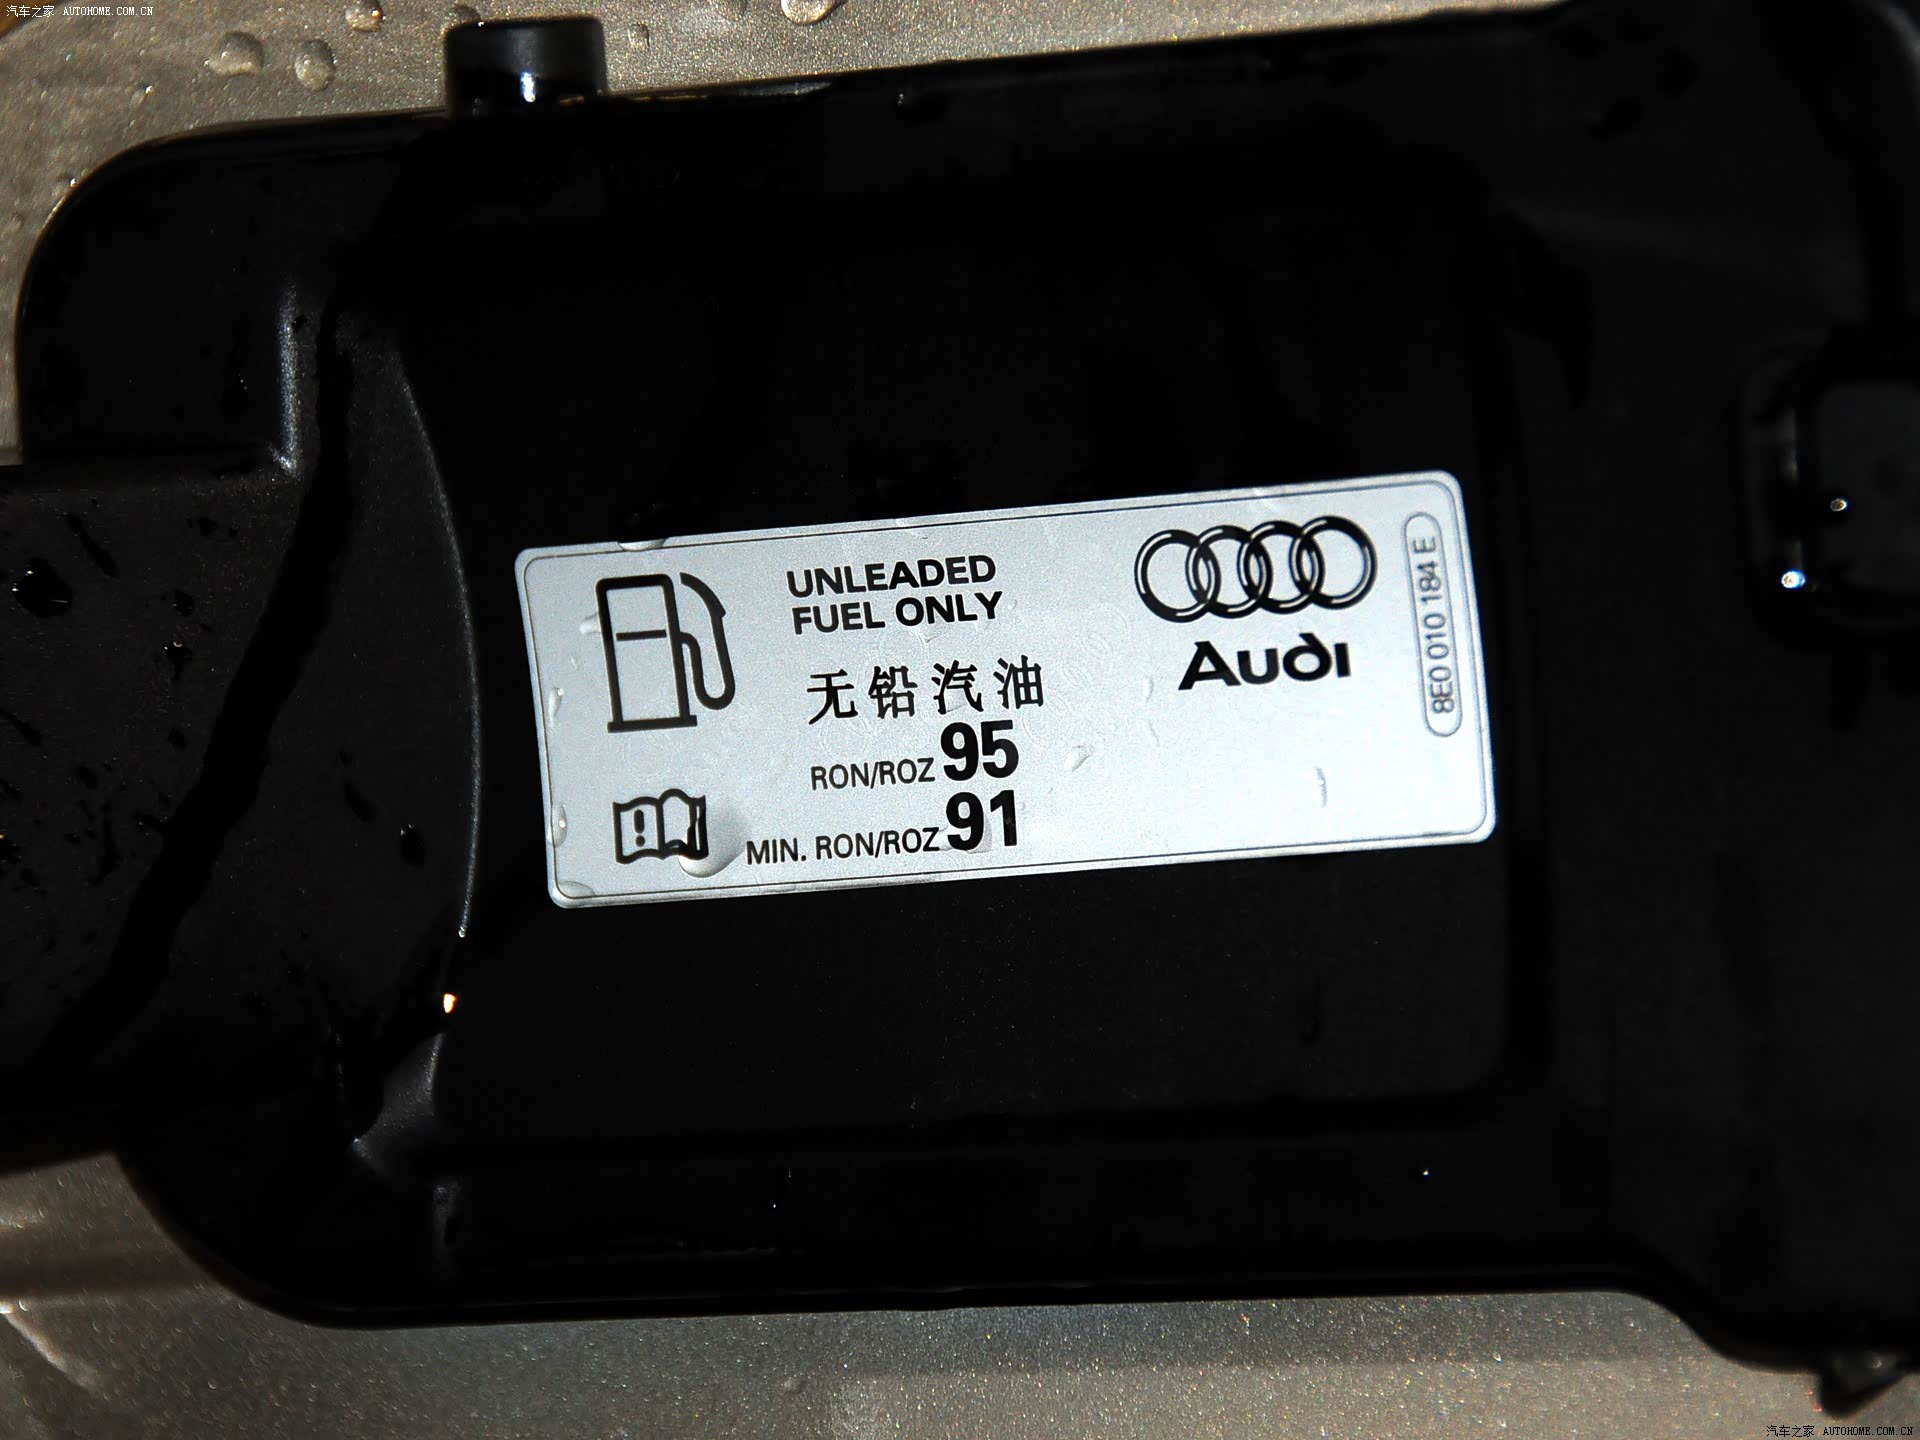 汽车之家 AUTOHOME.COM.CN
UNLEADED
FUEL ONLY
无铅汽油
RON/ROZ 95
MIN. RON/ROZ 91
Audi
8E0 010 184 E
汽车之家 AUTOHOME.COM.CN